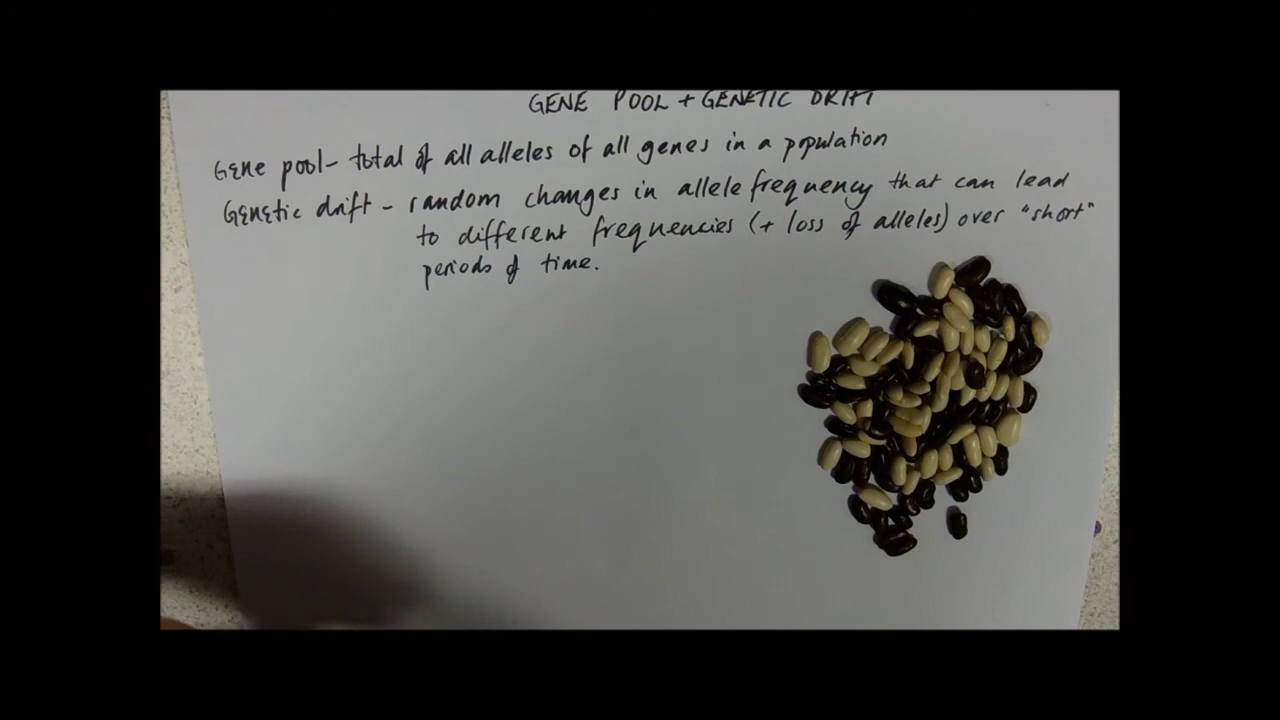 GENE POOL + GENETIC DRIFT
Gene pool - total of all alleles of all genes in a population
Genetic drift - random changes in allele frequency that can lead
to different frequencies (+ loss of alleles) over "short"
periods of time.